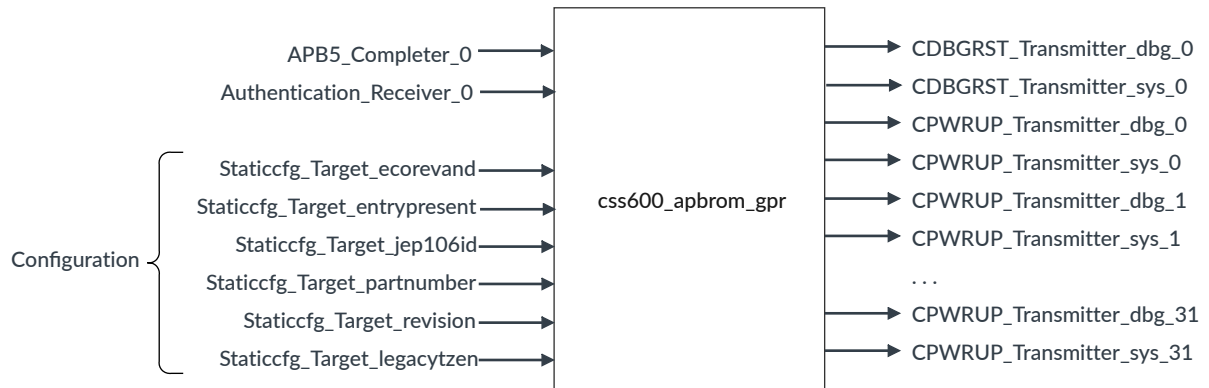 APB5_Completer_0
Authentication_Receiver_0
Configuration
Staticcfg_Target_ecorevand
Staticcfg_Target_entrypresent
Staticcfg_Target_jep106id
Staticcfg_Target_partnumber
Staticcfg_Target_revision
Staticcfg_Target_legacytzen
css600_apbrom_gpr
CDBGRST_Transmitter_dbg_0
CDBGRST_Transmitter_sys_0
CPWRUP_Transmitter_dbg_0
CPWRUP_Transmitter_sys_0
CPWRUP_Transmitter_dbg_1
CPWRUP_Transmitter_sys_1
. . .
CPWRUP_Transmitter_dbg_31
CPWRUP_Transmitter_sys_31